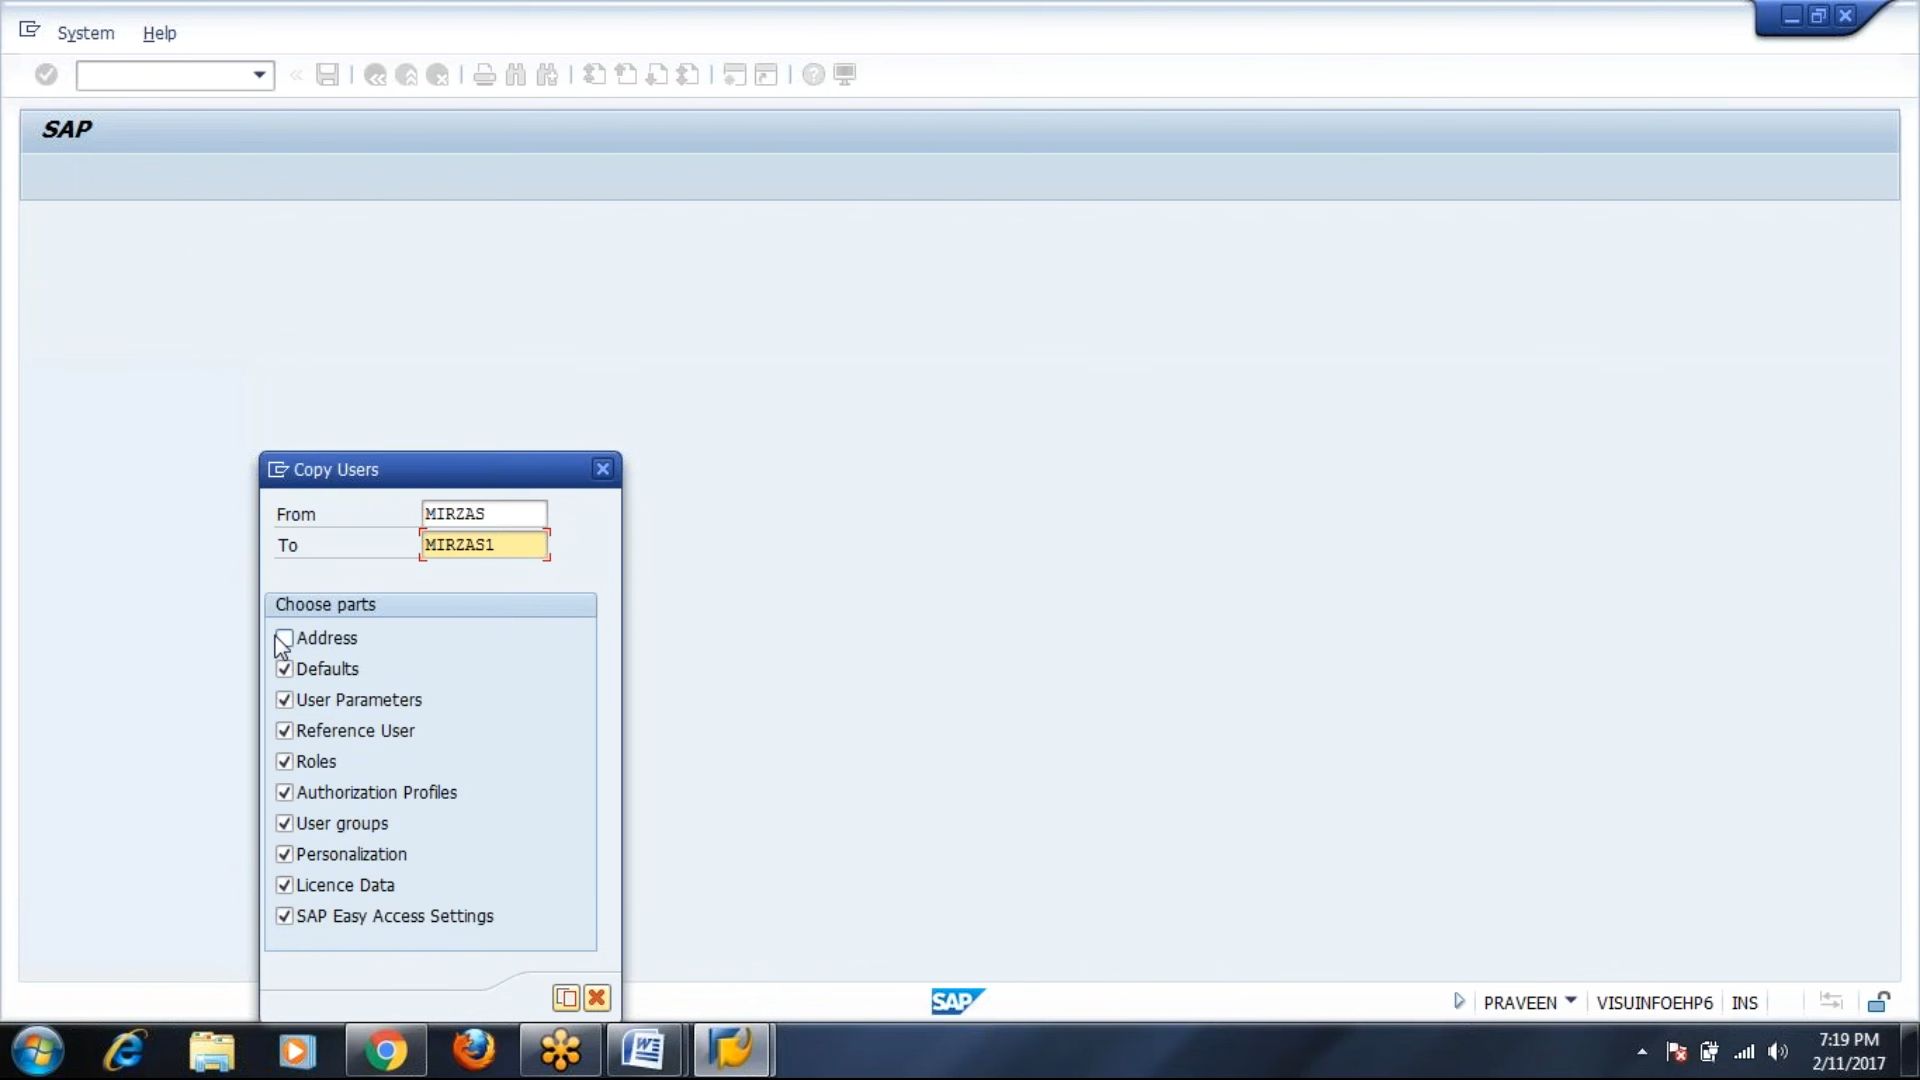 System Help
SAP
Copy Users
From MIRZAS
To MIRZAS1
Choose parts
Address
Defaults
User Parameters
Reference User
Roles
Authorization Profiles
User groups
Personalization
Licence Data
SAP Easy Access Settings
SAP
PRAVEEN VISUINFOEHP6 INS
7:19 PM
2/11/2017